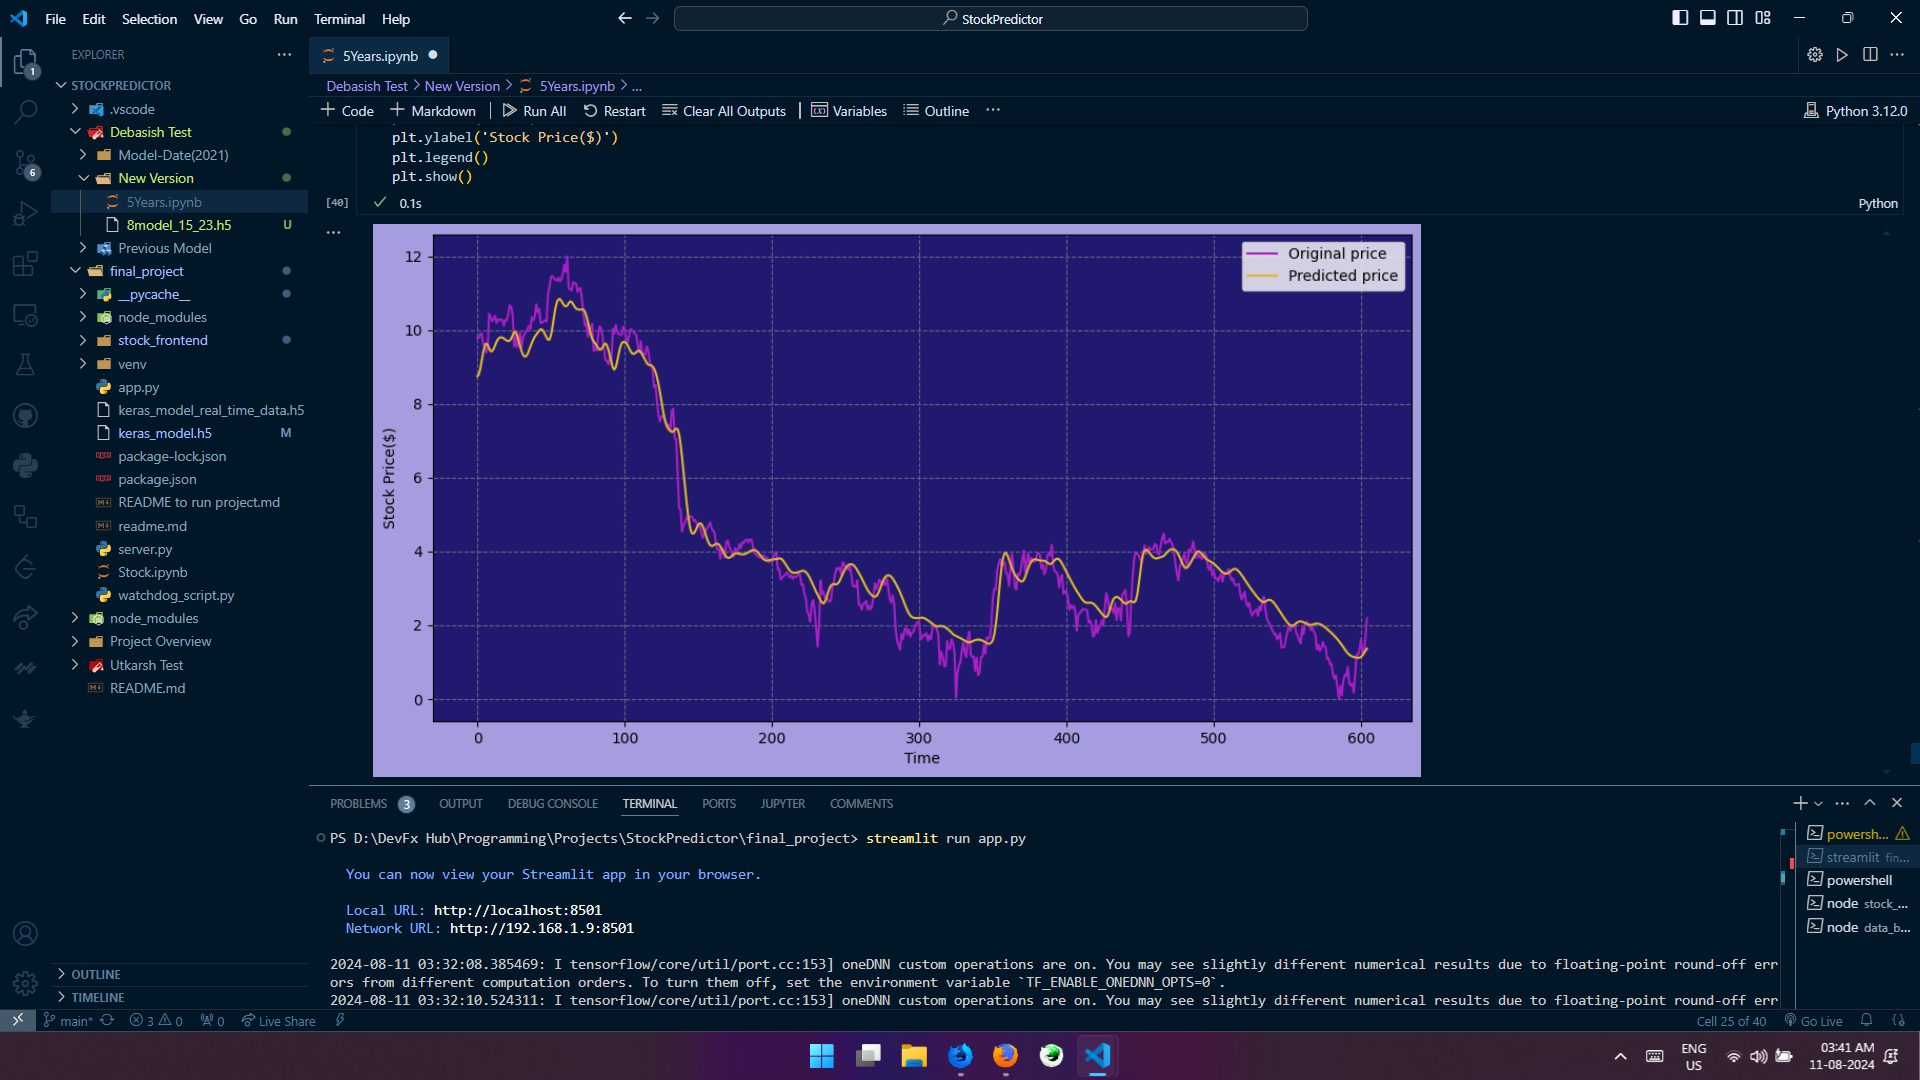 File Edit Selection View Go Run Terminal Help
StockPredictor
EXPLORER
STOCKPREDICTOR
.vscode
Debasish Test
Model-Date(2021)
New Version
5Years.ipynb
8model_15_23.h5 U
Previous Model
final_project
__pycache__
node_modules
stock_frontend
venv
app.py
keras_model_real_time_data.h5
keras_model.h5 M
package-lock.json
package.json
README to run project.md
readme.md
server.py
Stock.ipynb
watchdog_script.py
node_modules
Project Overview
Utkarsh Test
README.md
OUTLINE
TIMELINE
1
6
5Years.ipynb
Debasish Test > New Version > 5Years.ipynb > ...
Code Markdown Run All Restart Clear All Outputs Variables Outline ...
Python 3.12.0
plt.ylabel('Stock Price($)')
plt.legend()
plt.show()
[40] 0.1s
Python
Original price
Predicted price
12
10
8
6
4
2
0
Stock Price($)
0 100 200 300 400 500 600
Time
PROBLEMS 3 OUTPUT DEBUG CONSOLE TERMINAL PORTS JUPYTER COMMENTS
PS D:\DevFx Hub\Programming\Projects\StockPredictor\final_project> streamlit run app.py
You can now view your Streamlit app in your browser.
Local URL: http://localhost:8501
Network URL: http://192.168.1.9:8501
2024-08-11 03:32:08.385469: I tensorflow/core/util/port.cc:153] oneDNN custom operations are on. You may see slightly different numerical results due to floating-point round-off err
ors from different computation orders. To turn them off, set the environment variable `TF_ENABLE_ONEDNN_OPTS=0`.
2024-08-11 03:32:10.524311: I tensorflow/core/util/port.cc:153] oneDNN custom operations are on. You may see slightly different numerical results due to floating-point round-off err
powersh...
streamlit fin...
powershell
node stock_...
node data_b...
main* 3 0 0 Live Share
Cell 25 of 40 Go Live
ENG
US
03:41 AM
11-08-2024